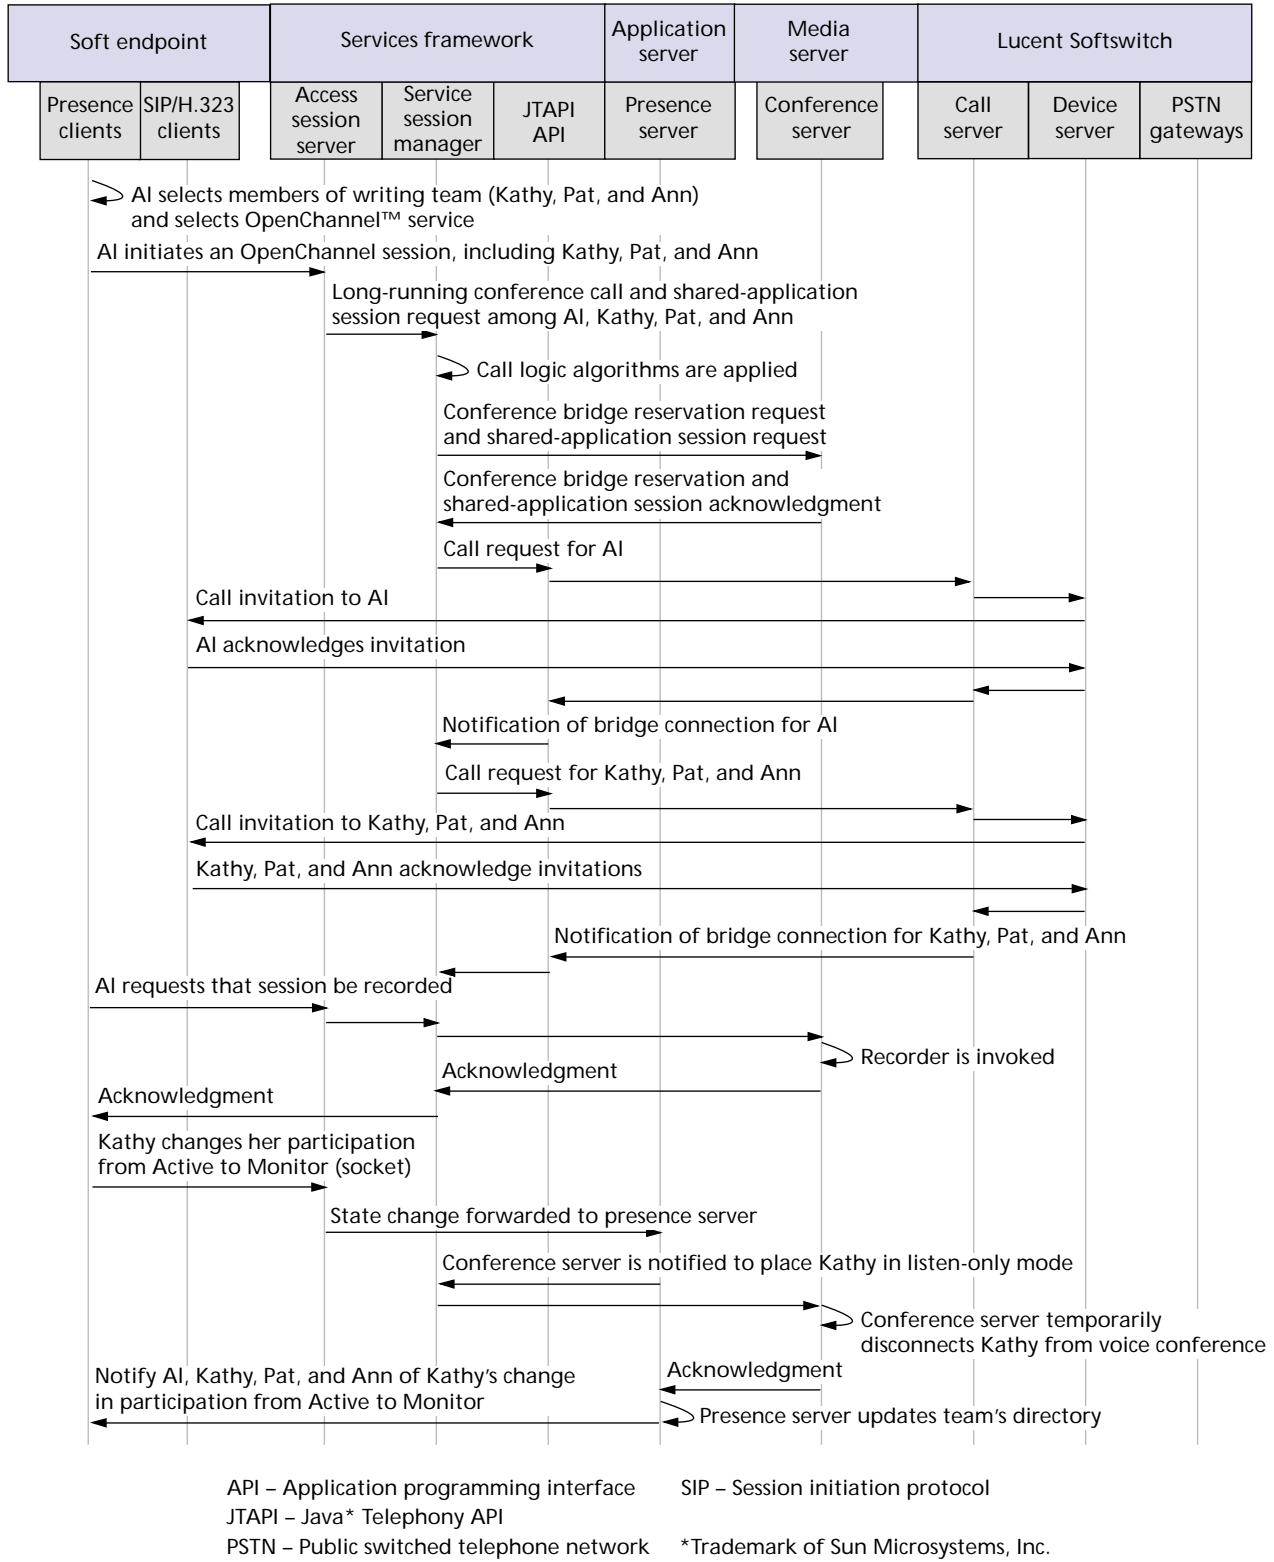 Soft endpoint
Services framework
Application
server
Media
server
Lucent Softswitch
Presence
clients
SIP/H.323
clients
Access
session
server
Service
session
manager
JTAPI
API
Presence
server
Conference
server
Call
server
Device
server
PSTN
gateways
Al selects members of writing team (Kathy, Pat, and Ann)
and selects OpenChannel™ service
Al initiates an OpenChannel session, including Kathy, Pat, and Ann
Long-running conference call and shared-application
session request among Al, Kathy, Pat, and Ann
Call logic algorithms are applied
Conference bridge reservation request
and shared-application session request
Conference bridge reservation and
shared-application session acknowledgment
Call request for Al
Call invitation to Al
Al acknowledges invitation
Notification of bridge connection for Al
Call request for Kathy, Pat, and Ann
Call invitation to Kathy, Pat, and Ann
Kathy, Pat, and Ann acknowledge invitations
Notification of bridge connection for Kathy, Pat, and Ann
Al requests that session be recorded
Recorder is invoked
Acknowledgment
Acknowledgment
Kathy changes her participation
from Active to Monitor (socket)
State change forwarded to presence server
Conference server is notified to place Kathy in listen-only mode
Conference server temporarily
disconnects Kathy from voice conference
Acknowledgment
Notify Al, Kathy, Pat, and Ann of Kathy's change
in participation from Active to Monitor
Presence server updates team's directory
API – Application programming interface
SIP – Session initiation protocol
JTAPI – Java* Telephony API
PSTN – Public switched telephone network
*Trademark of Sun Microsystems, Inc.